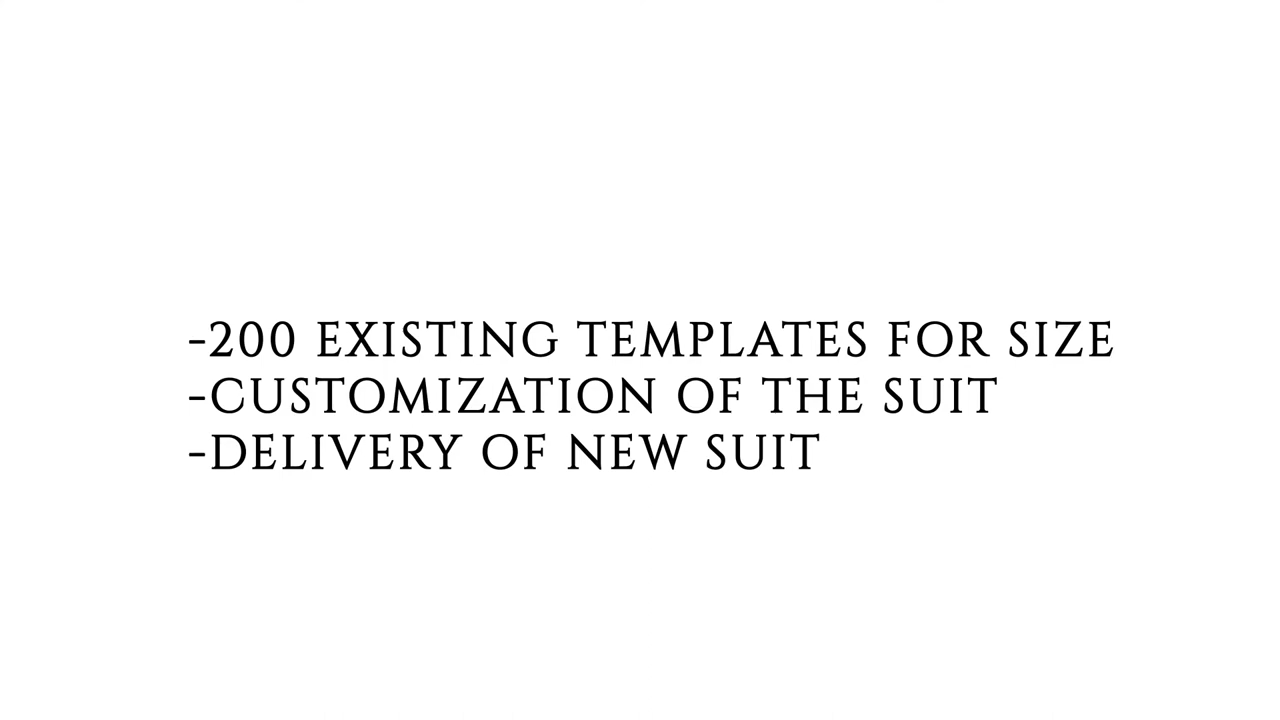 -200 EXISTING TEMPLATES FOR SIZE
-CUSTOMIZATION OF THE SUIT
-DELIVERY OF NEW SUIT